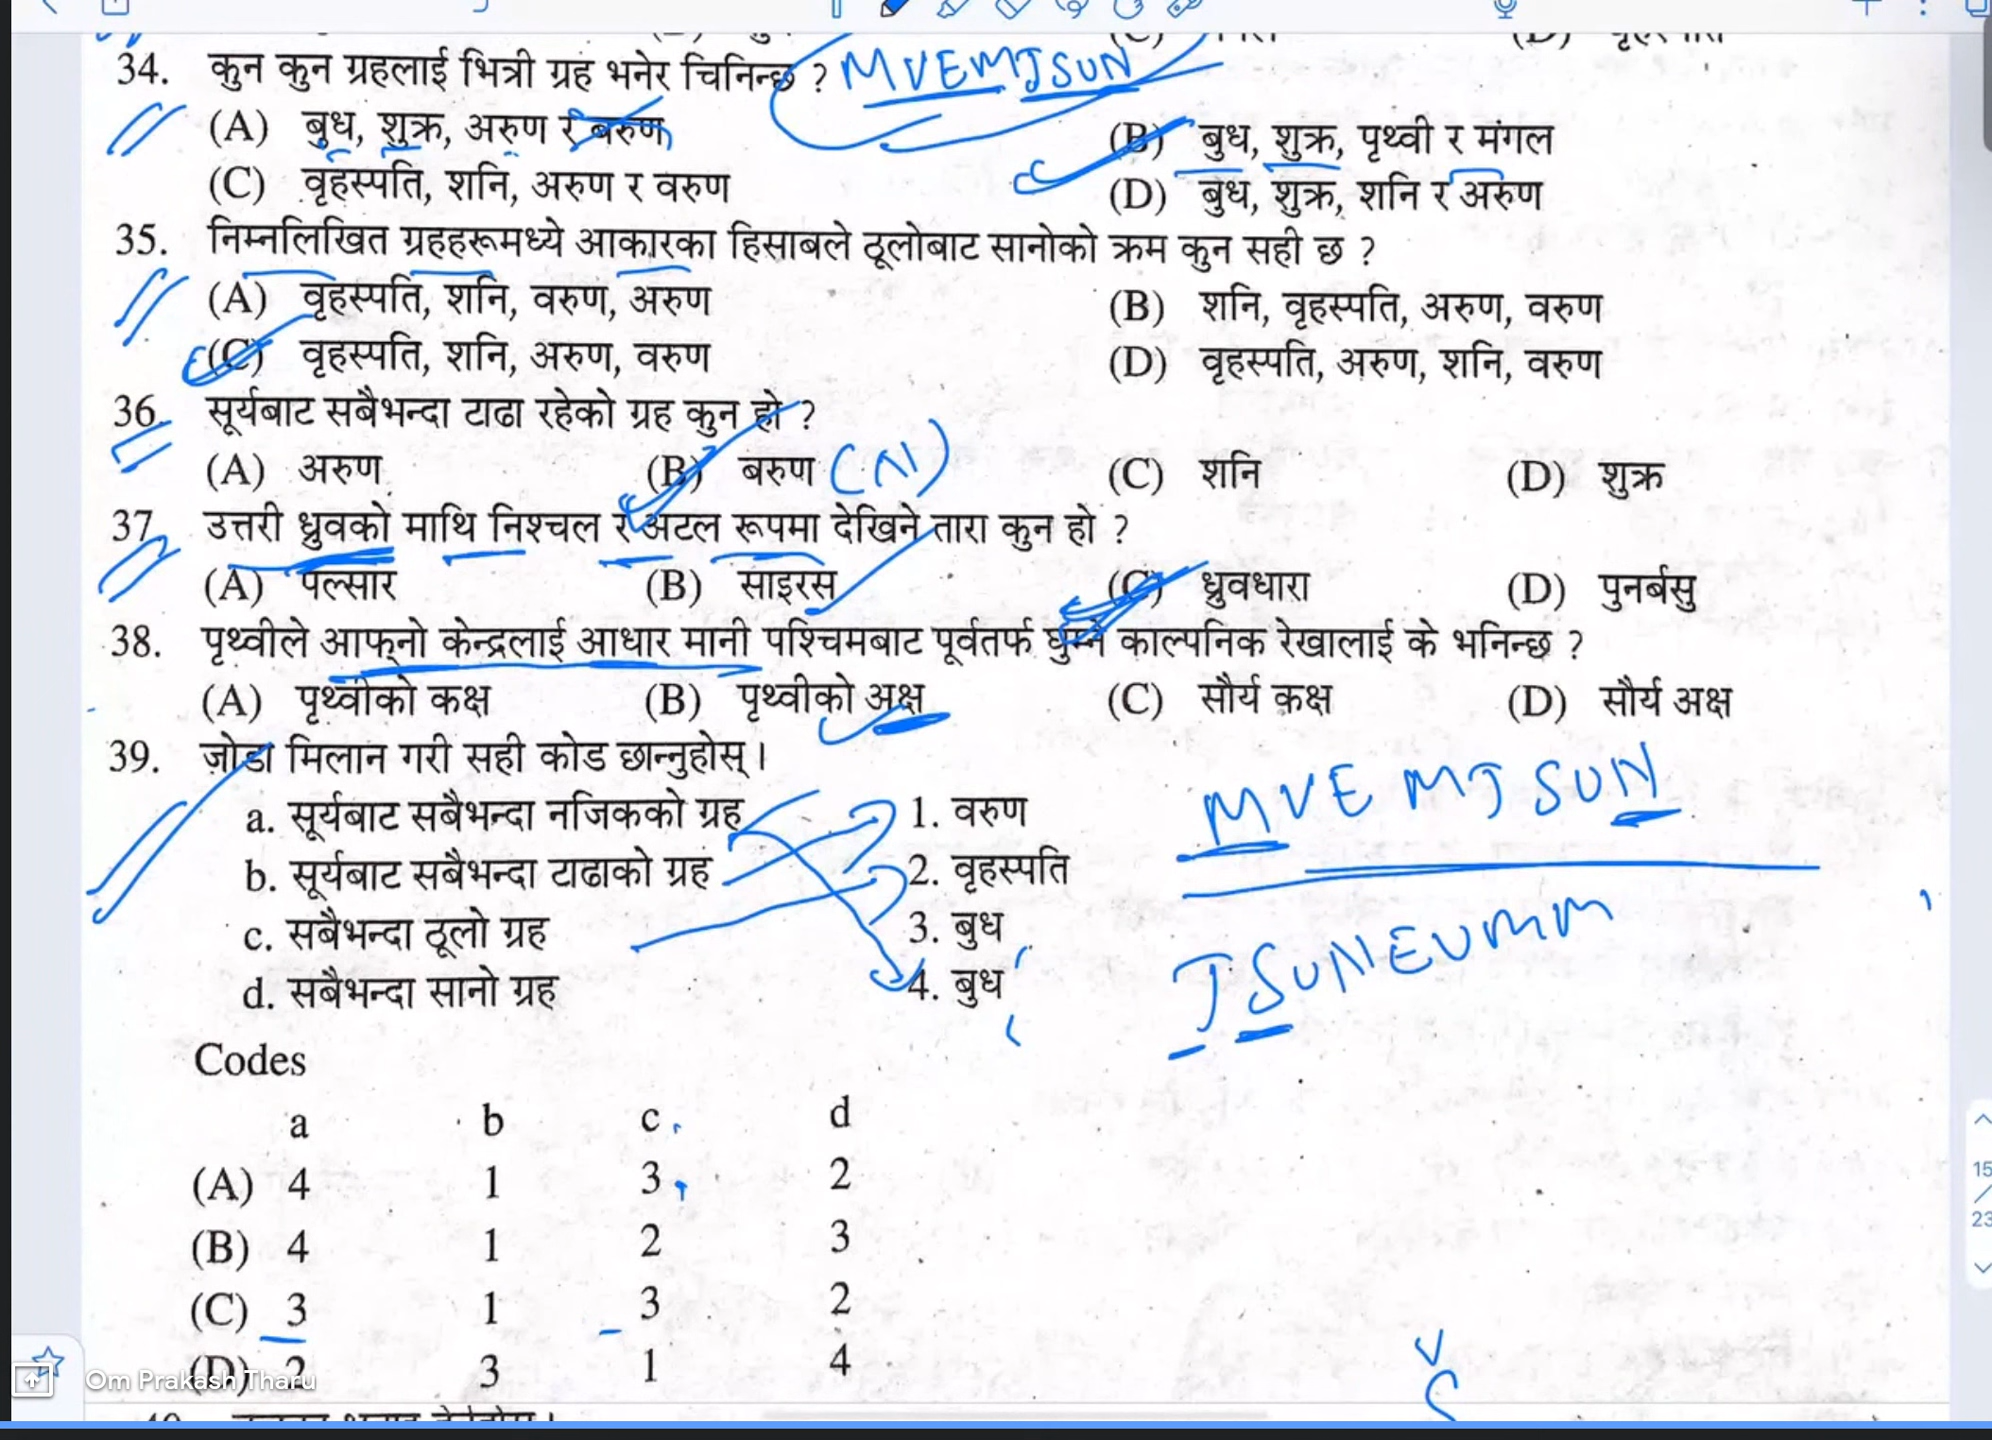 34. कुन कुन ग्रहलाई भित्री ग्रह भनेर चिनिन्छ ? MVEMJSUN
(A) बुध, शुक्र, अरुण र बरुण (B) बुध, शुक्र, पृथ्वी र मंगल
(C) वृहस्पति, शनि, अरुण र वरुण (D) बुध, शुक्र, शनि र अरुण
35. निम्नलिखित ग्रहहरूमध्ये आकारका हिसाबले ठूलोबाट सानोको क्रम कुन सही छ ?
(A) वृहस्पति, शनि, वरुण, अरुण (B) शनि, वृहस्पति, अरुण, वरुण
(C) वृहस्पति, शनि, अरुण, वरुण (D) वृहस्पति, अरुण, शनि, वरुण
36. सूर्यबाट सबैभन्दा टाढा रहेको ग्रह कुन हो ?
(A) अरुण (B) बरुण (N) (C) शनि (D) शुक्र
37. उत्तरी ध्रुवको माथि निश्चल र अटल रूपमा देखिने तारा कुन हो ?
(A) पल्सार (B) साइरस (C) ध्रुवधारा (D) पुनर्बसु
38. पृथ्वीले आफ्नो केन्द्रलाई आधार मानी पश्चिमबाट पूर्वतर्फ घुम्ने काल्पनिक रेखालाई के भनिन्छ ?
(A) पृथ्वीको कक्ष (B) पृथ्वीको अक्ष (C) सौर्य कक्ष (D) सौर्य अक्ष
39. जोडा मिलान गरी सही कोड छान्नुहोस् ।
a. सूर्यबाट सबैभन्दा नजिकको ग्रह 1. वरुण MVEMJSUN
b. सूर्यबाट सबैभन्दा टाढाको ग्रह 2. वृहस्पति
c. सबैभन्दा ठूलो ग्रह 3. बुध JSUNEVMM
d. सबैभन्दा सानो ग्रह 4. बुध
Codes
a b c d
(A) 4 1 3 2
(B) 4 1 2 3
(C) 3 1 3 2
(D) 2 3 1 4
Om Prakash Tharu
15
23